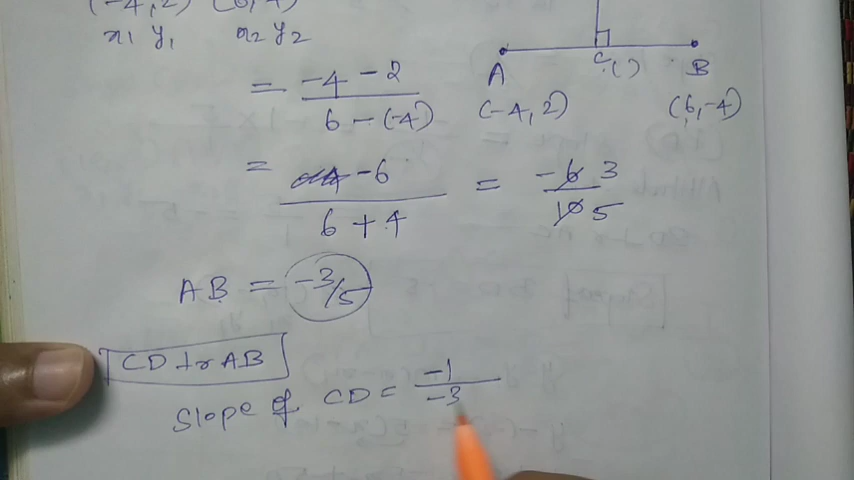 (-4, 2) (6, -4)
x1 y1 x2 y2
= -4 - 2 / 6 - (-4)
= -6 / 6 + 4 = -6 3 / 10 5
AB = -3/5
CD ⊥r AB
Slope of CD = -1 / -3
A C () B
(-4, 2) (6, -4)